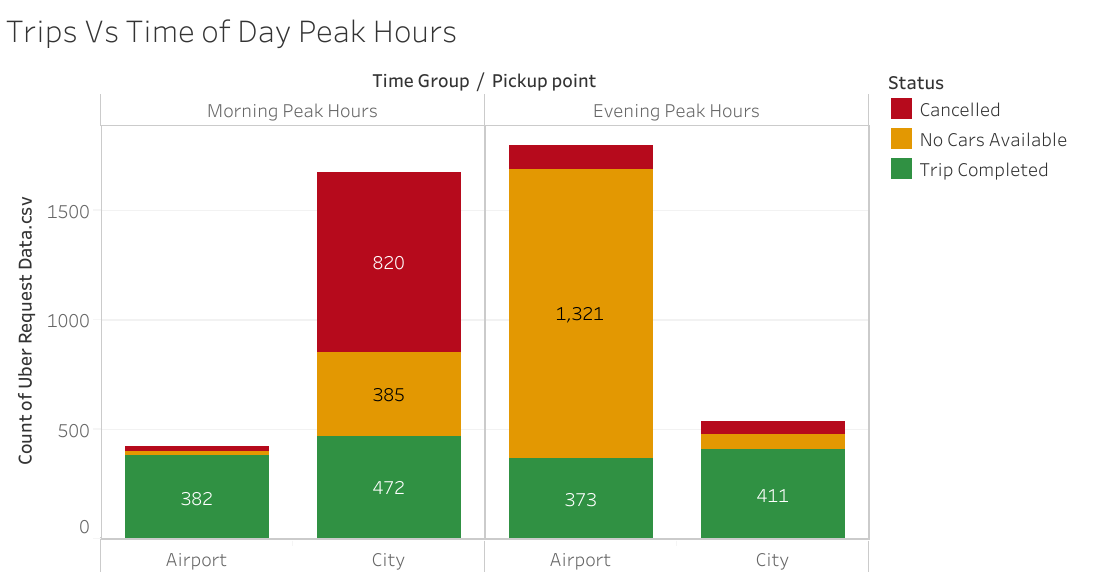 Trips Vs Time of Day Peak Hours
Time Group / Pickup point
Morning Peak Hours
Evening Peak Hours
Status
Cancelled
No Cars Available
Trip Completed
Count of Uber Request Data.csv
1500
1000
500
0
382
820
385
472
1,321
373
411
Airport
City
Airport
City